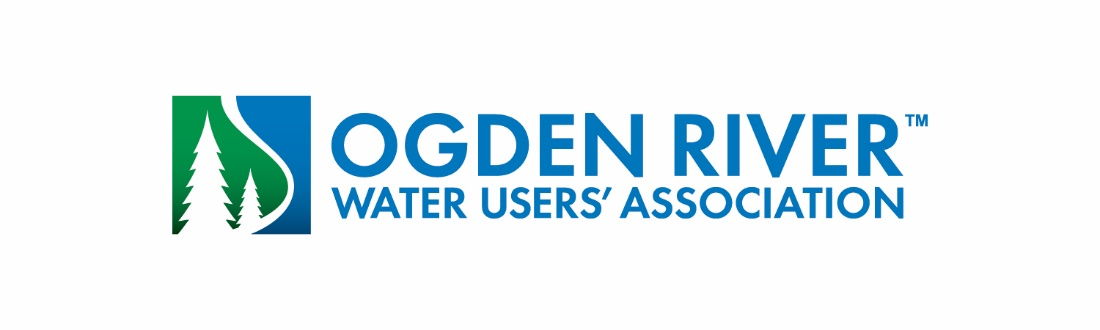 OGDEN RIVER™
WATER USERS’ ASSOCIATION